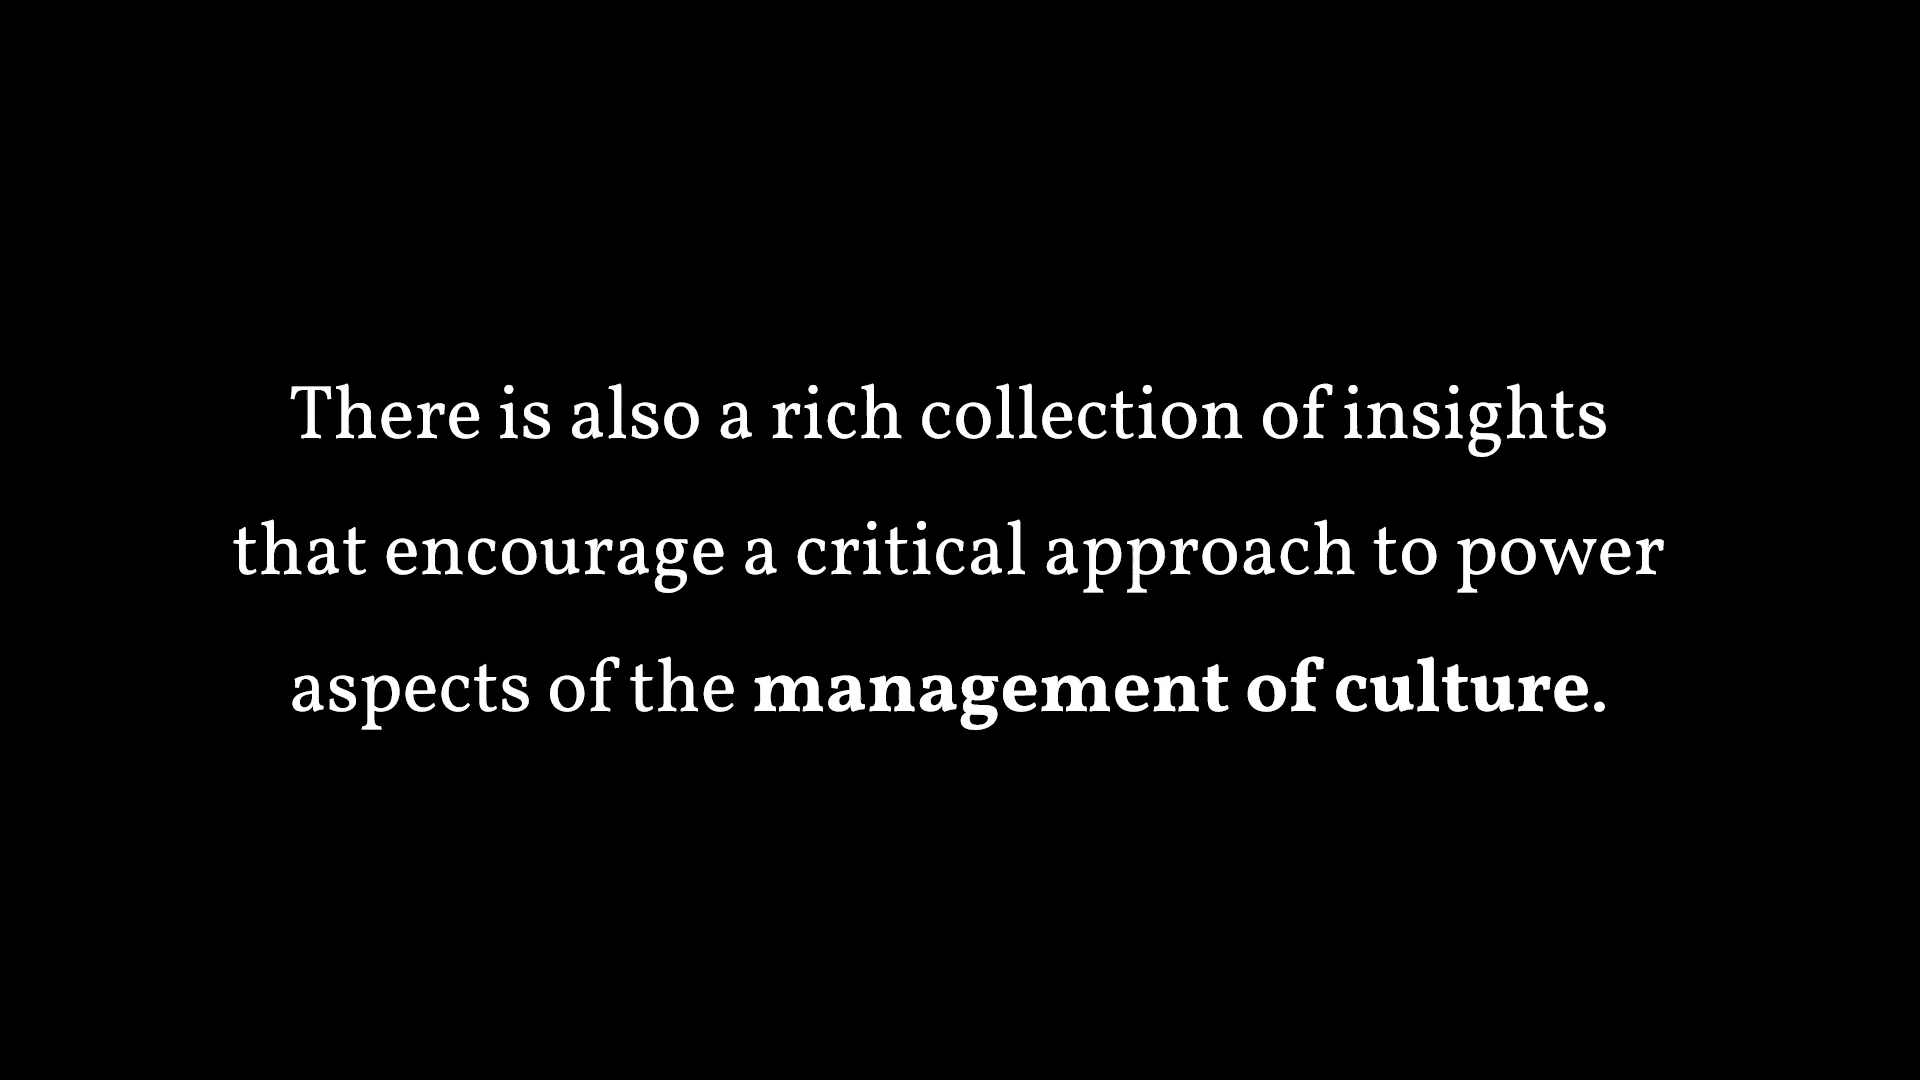 There is also a rich collection of insights
that encourage a critical approach to power
aspects of the management of culture.